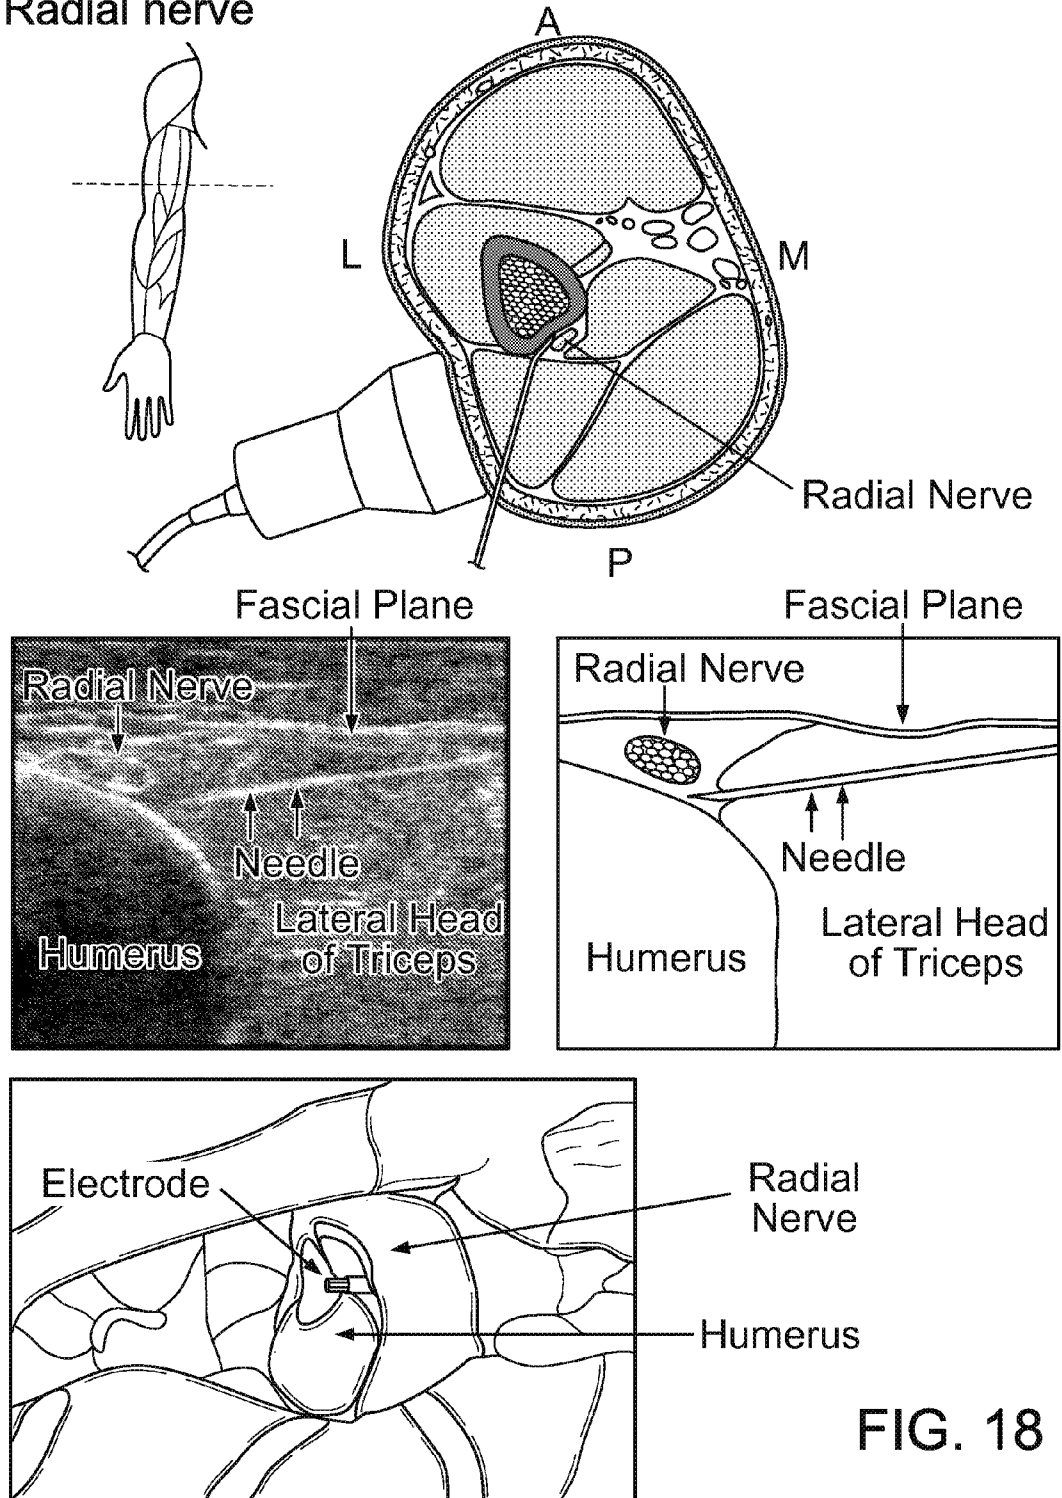 Radial nerve
A
L
M
Radial Nerve
P
Fascial Plane
Radial Nerve
Needle
Lateral Head
of Triceps
Humerus
Fascial Plane
Radial Nerve
Needle
Lateral Head
of Triceps
Humerus
Electrode
Radial
Nerve
Humerus
FIG. 18